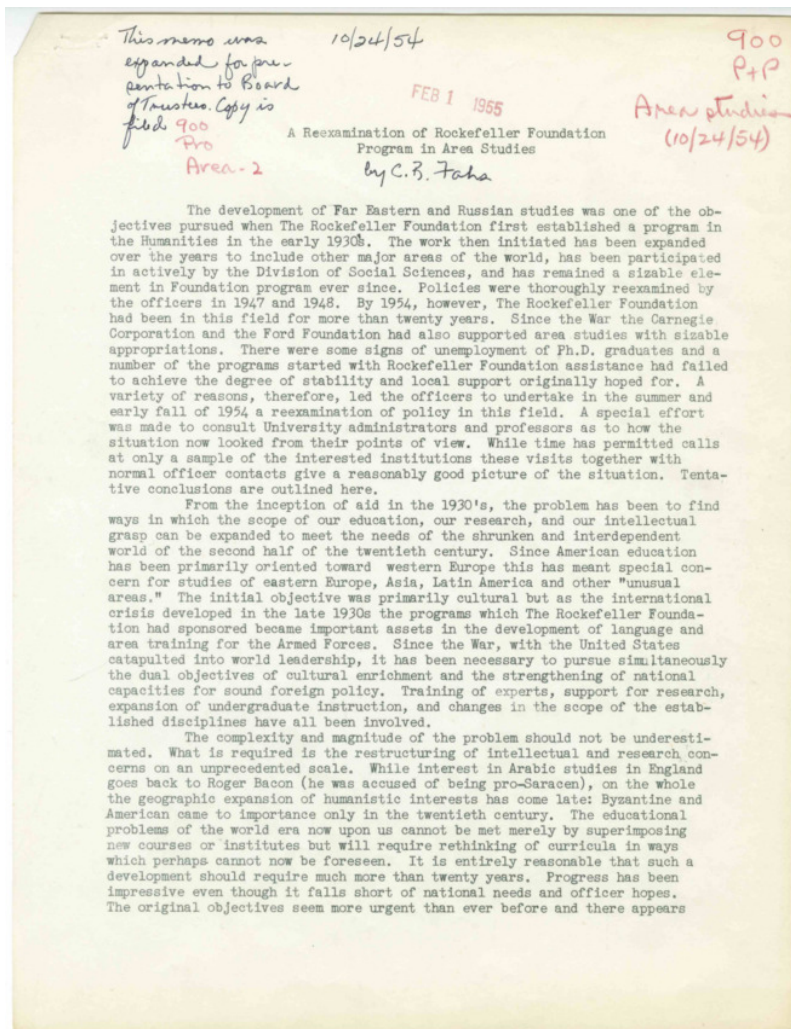 This memo was
expanded for pre-
sentation to Board
of Trustees. Copy is
filed 900
Pro
Area-2
10/24/54
FEB 1 1955
900
P+P
Area studies
(10/24/54)
A Reexamination of Rockefeller Foundation
Program in Area Studies
by C.B. Fahs
The development of Far Eastern and Russian studies was one of the ob-
jectives pursued when The Rockefeller Foundation first established a program in
the Humanities in the early 1930's. The work then initiated has been expanded
over the years to include other major areas of the world, has been participated
in actively by the Division of Social Sciences, and has remained a sizable ele-
ment in Foundation program ever since. Policies were thoroughly reexamined by
the officers in 1947 and 1948. By 1954, however, The Rockefeller Foundation
had been in this field for more than twenty years. Since the War the Carnegie
Corporation and the Ford Foundation had also supported area studies with sizable
appropriations. There were some signs of unemployment of Ph.D. graduates and a
number of the programs started with Rockefeller Foundation assistance had failed
to achieve the degree of stability and local support originally hoped for. A
variety of reasons, therefore, led the officers to undertake in the summer and
early fall of 1954 a reexamination of policy in this field. A special effort
was made to consult University administrators and professors as to how the
situation now looked from their points of view. While time has permitted calls
at only a sample of the interested institutions these visits together with
normal officer contacts give a reasonably good picture of the situation. Tenta-
tive conclusions are outlined here.
From the inception of aid in the 1930's, the problem has been to find
ways in which the scope of our education, our research, and our intellectual
grasp can be expanded to meet the needs of the shrunken and interdependent
world of the second half of the twentieth century. Since American education
has been primarily oriented toward western Europe this has meant special con-
cern for studies of eastern Europe, Asia, Latin America and other "unusual
areas." The initial objective was primarily cultural but as the international
crisis developed in the late 1930s the programs which The Rockefeller Founda-
tion had sponsored became important assets in the development of language and
area training for the Armed Forces. Since the War, with the United States
catapulted into world leadership, it has been necessary to pursue simultaneously
the dual objectives of cultural enrichment and the strengthening of national
capacities for sound foreign policy. Training of experts, support for research,
expansion of undergraduate instruction, and changes in the scope of the estab-
lished disciplines have all been involved.
The complexity and magnitude of the problem should not be underesti-
mated. What is required is the restructuring of intellectual and research con-
cerns on an unprecedented scale. While interest in Arabic studies in England
goes back to Roger Bacon (he was accused of being pro-Saracen), on the whole
the geographic expansion of humanistic interests has come late: Byzantine and
American came to importance only in the twentieth century. The educational
problems of the world era now upon us cannot be met merely by superimposing
new courses or institutes but will require rethinking of curricula in ways
which perhaps cannot now be foreseen. It is entirely reasonable that such a
development should require much more than twenty years. Progress has been
impressive even though it falls short of national needs and officer hopes.
The original objectives seem more urgent than ever before and there appears